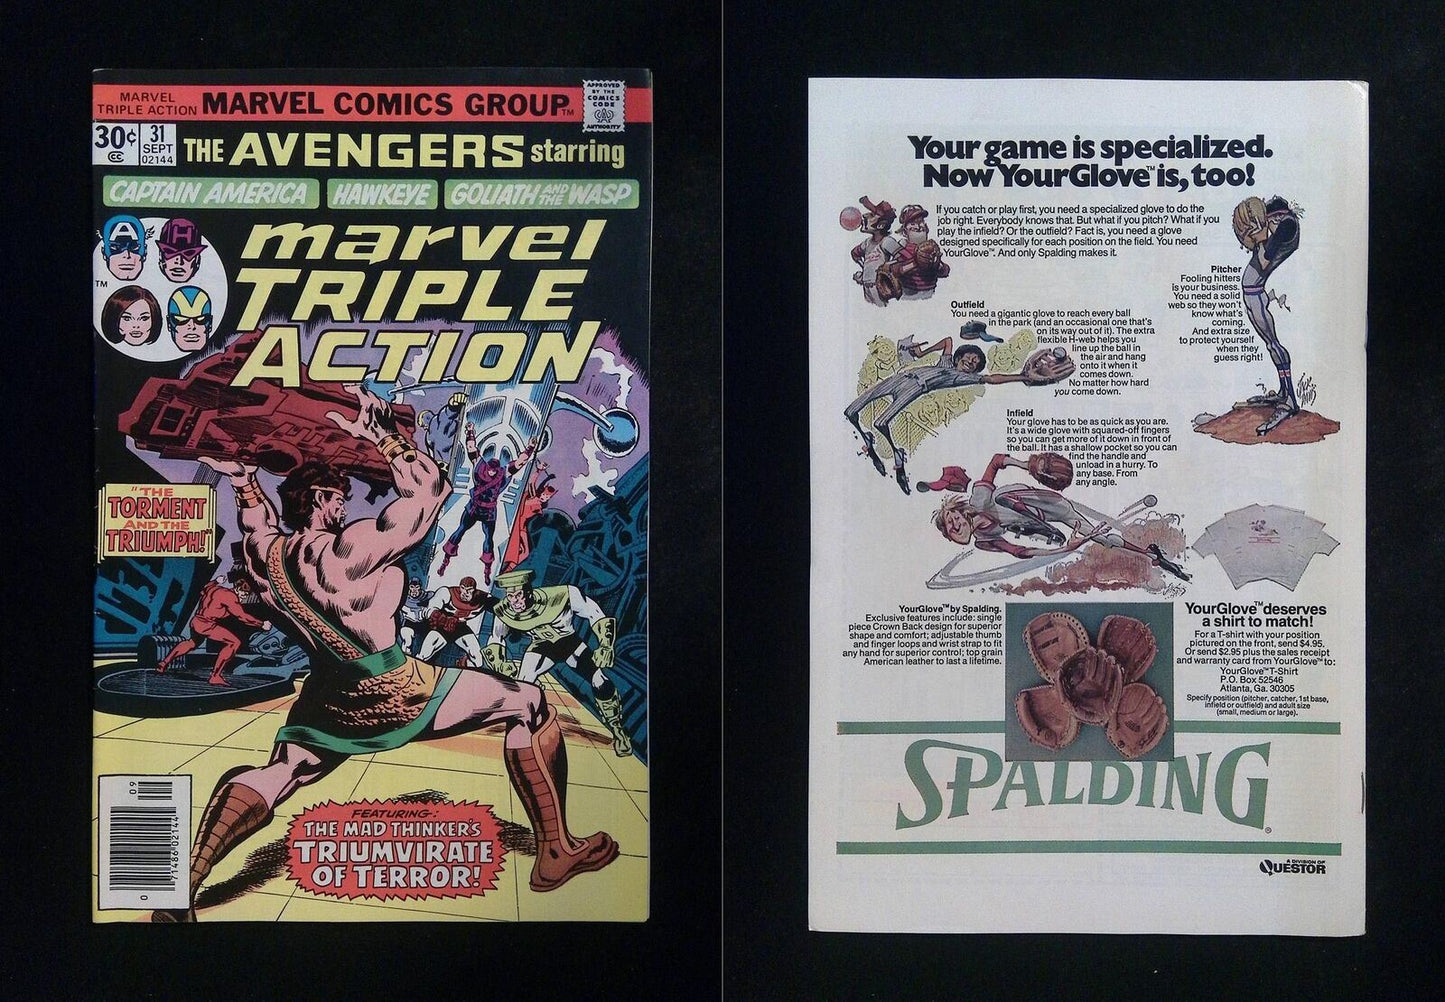 MARVEL
TRIPLE ACTION
MARVEL COMICS GROUP™
APPROVED
BY THE
COMICS
CODE
AUTHORITY
30¢
CC
31
SEPT
02144
THE AVENGERS starring
CAPTAIN AMERICA
HAWKEYE
GOLIATH AND THE WASP
A
H
TM
marvel
TRIPLE
ACTION
"THE
TORMENT
AND THE
TRIUMPH!"
FEATURING:
THE MAD THINKER'S
TRIUMVIRATE
OF TERROR!
09
0
71486 02144
Your game is specialized.
Now YourGlove™ is, too!
If you catch or play first, you need a specialized glove to do the
job right. Everybody knows that. But what if you pitch? What if you
play the infield? Or the outfield? Fact is, you need a glove
designed specifically for each position on the field. You need
YourGlove™. And only Spalding makes it.
Pitcher
Fooling hitters
is your business.
You need a solid
web so they won't
know what's
coming.
And extra size
to protect yourself
when they
guess right!
Outfield
You need a gigantic glove to reach every ball
in the park (and an occasional one that's
on its way out of it). The extra
flexible H-web helps you
line up the ball in
the air and hang
onto it when it
comes down.
No matter how hard
you come down.
JACK
DAVIS
Infield
Your glove has to be as quick as you are.
It's a wide glove with squared-off fingers
so you can get more of it down in front of
the ball. It has a shallow pocket so you can
find the handle and
unload in a hurry. To
any base. From
any angle.
YourGlove™ by Spalding.
Exclusive features include: single
piece Crown Back design for superior
shape and comfort; adjustable thumb
and finger loops and wrist strap to fit
any hand for superior control; top grain
American leather to last a lifetime.
YourGlove™ deserves
a shirt to match!
For a T-shirt with your position
pictured on the front, send $4.95.
Or send $2.95 plus the sales receipt
and warranty card from YourGlove™ to:
YourGlove™ T-Shirt
P.O. Box 52546
Atlanta, Ga. 30305
Specify position (pitcher, catcher, 1st base,
infield or outfield) and adult size
(small, medium or large).
SPALDING®
A DIVISION OF
QUESTOR